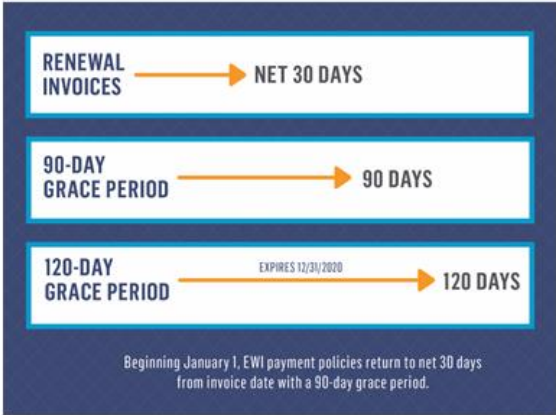 RENEWAL
INVOICES
NET 30 DAYS
90-DAY
GRACE PERIOD
90 DAYS
120-DAY
GRACE PERIOD
EXPIRES 12/31/2020
120 DAYS
Beginning January 1, EWI payment policies return to net 30 days
from invoice date with a 90-day grace period.